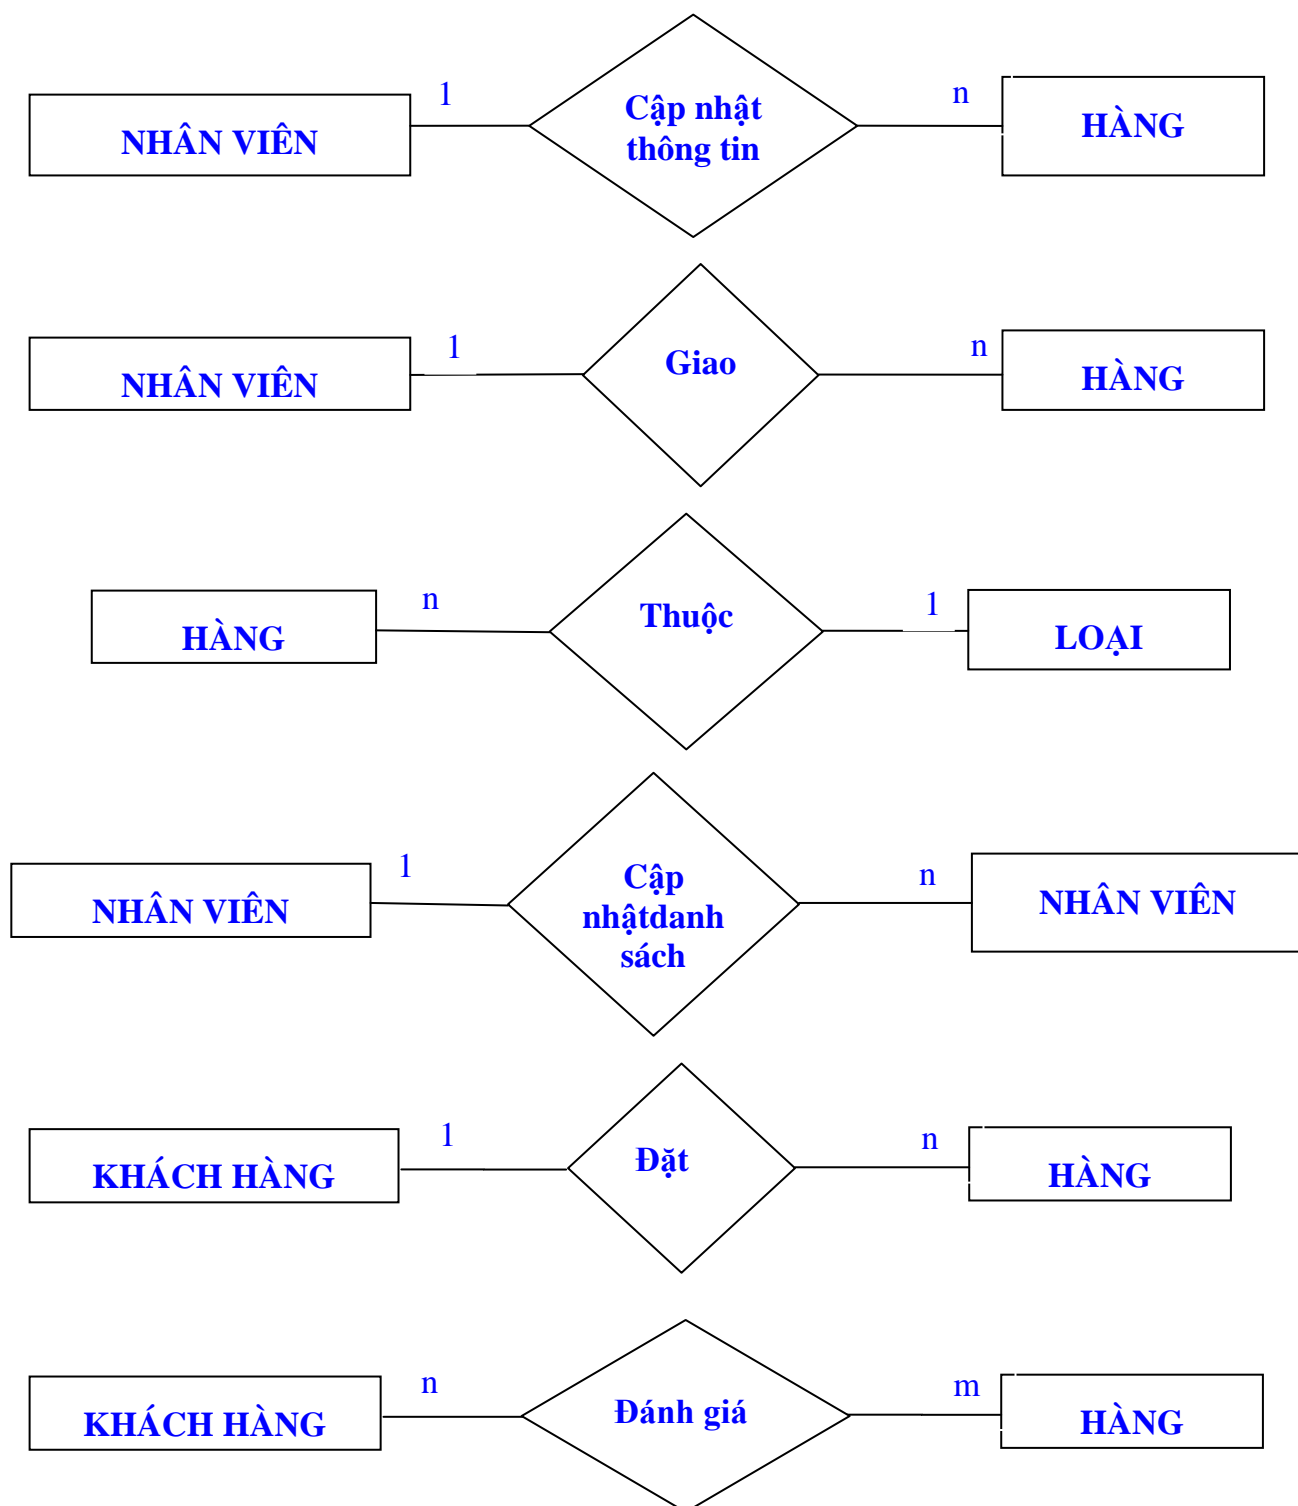 1
n
Cập nhật
thông tin
NHÂN VIÊN
HÀNG
1
n
Giao
NHÂN VIÊN
HÀNG
n
1
Thuộc
HÀNG
LOẠI
1
n
Cập
nhậtdanh
sách
NHÂN VIÊN
NHÂN VIÊN
1
n
Đặt
KHÁCH HÀNG
HÀNG
n
m
Đánh giá
KHÁCH HÀNG
HÀNG